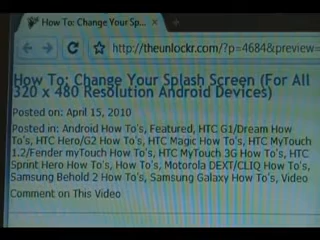 How To: Change Your Sp...
http://theunlockr.com/?p=4684&preview=
How To: Change Your Splash Screen (For All
320 x 480 Resolution Android Devices)
Posted on: April 15, 2010
Posted in: Android How To's, Featured, HTC G1/Dream How
To's, HTC Hero/G2 How To's, HTC Magic How To's, HTC MyTouch
1.2/Fender myTouch How To's, HTC MyTouch 3G How To's, HTC
Sprint Hero How To's, How To's, Motorola DEXT/CLIQ How To's,
Samsung Behold 2 How To's, Samsung Galaxy How To's, Video
Comment on This Video